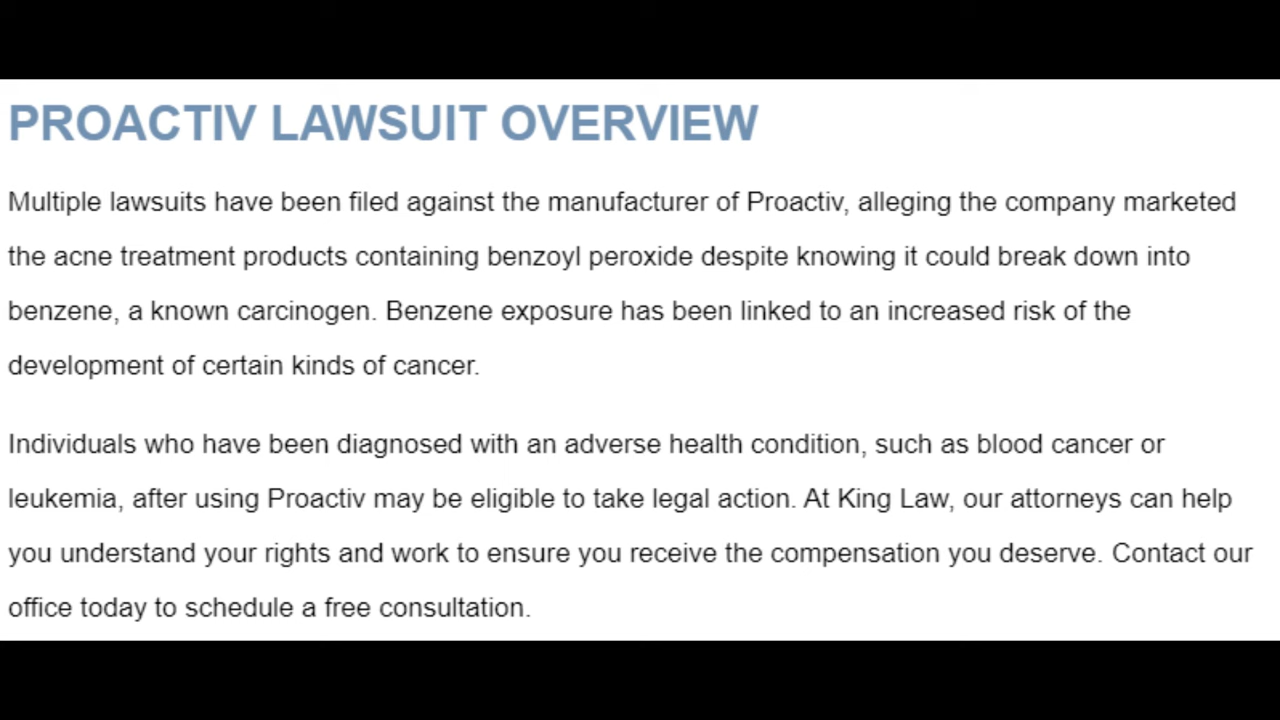 PROACTIV LAWSUIT OVERVIEW
Multiple lawsuits have been filed against the manufacturer of Proactiv, alleging the company marketed
the acne treatment products containing benzoyl peroxide despite knowing it could break down into
benzene, a known carcinogen. Benzene exposure has been linked to an increased risk of the
development of certain kinds of cancer.
Individuals who have been diagnosed with an adverse health condition, such as blood cancer or
leukemia, after using Proactiv may be eligible to take legal action. At King Law, our attorneys can help
you understand your rights and work to ensure you receive the compensation you deserve. Contact our
office today to schedule a free consultation.